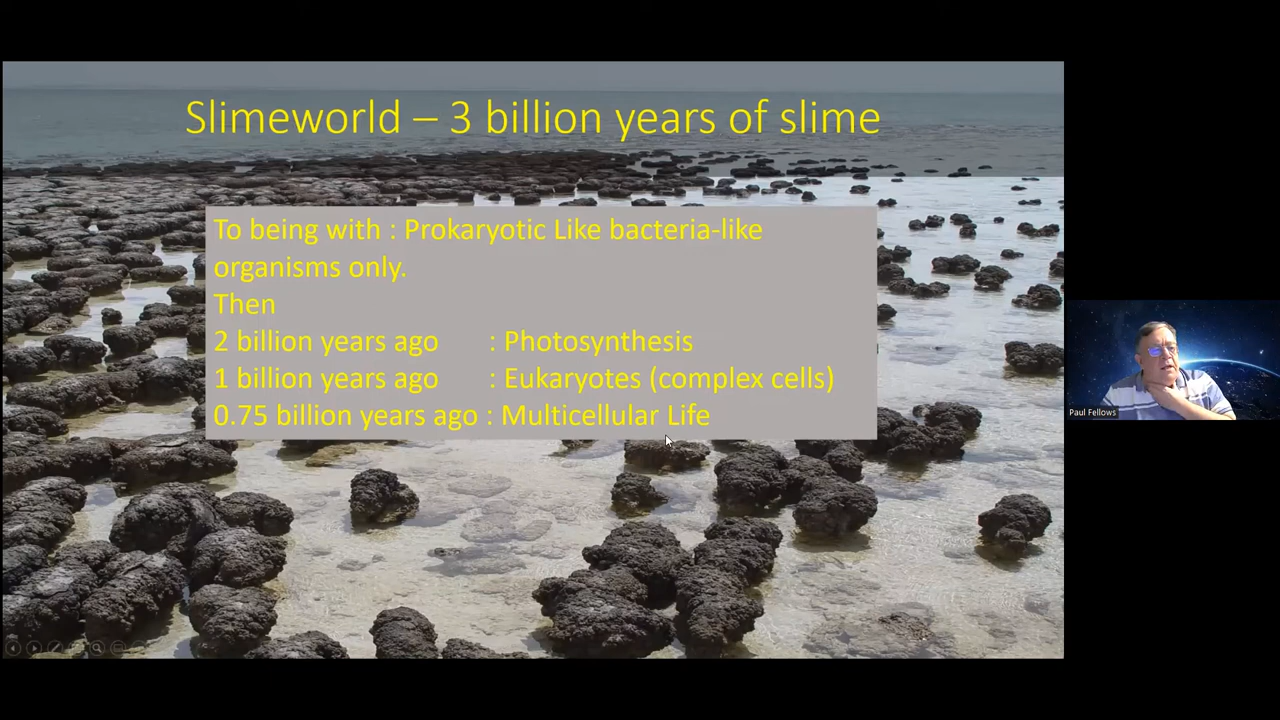 Slimeworld – 3 billion years of slime
To being with : Prokaryotic Like bacteria-like
organisms only.
Then
2 billion years ago : Photosynthesis
1 billion years ago : Eukaryotes (complex cells)
0.75 billion years ago : Multicellular Life
Paul Fellows